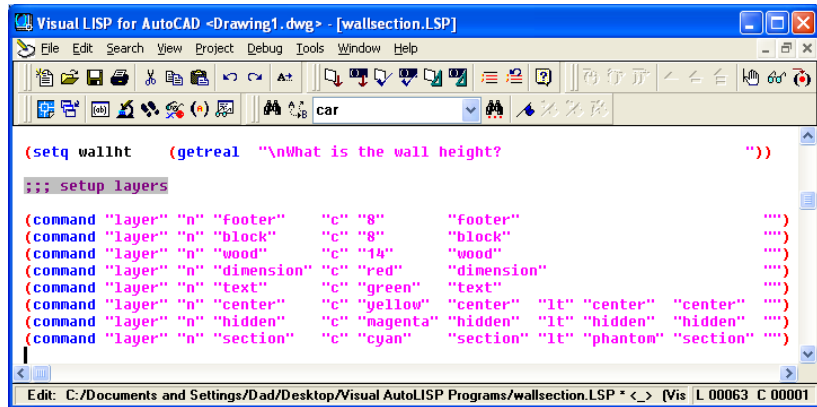 Visual LISP for AutoCAD <Drawing1.dwg> - [wallsection.LSP]
File Edit Search View Project Debug Tools Window Help
car
(setq wallht (getreal "\nWhat is the wall height? "))
;;; setup layers
(command "layer" "n" "footer" "c" "8" "footer" "")
(command "layer" "n" "block" "c" "8" "block" "")
(command "layer" "n" "wood" "c" "14" "wood" "")
(command "layer" "n" "dimension" "c" "red" "dimension" "")
(command "layer" "n" "text" "c" "green" "text" "")
(command "layer" "n" "center" "c" "yellow" "center" "lt" "center" "center" "")
(command "layer" "n" "hidden" "c" "magenta" "hidden" "lt" "hidden" "hidden" "")
(command "layer" "n" "section" "c" "cyan" "section" "lt" "phantom" "section" "")
Edit: C:/Documents and Settings/Dad/Desktop/Visual AutoLISP Programs/wallsection.LSP * <_> (Vis L 00063 C 00001